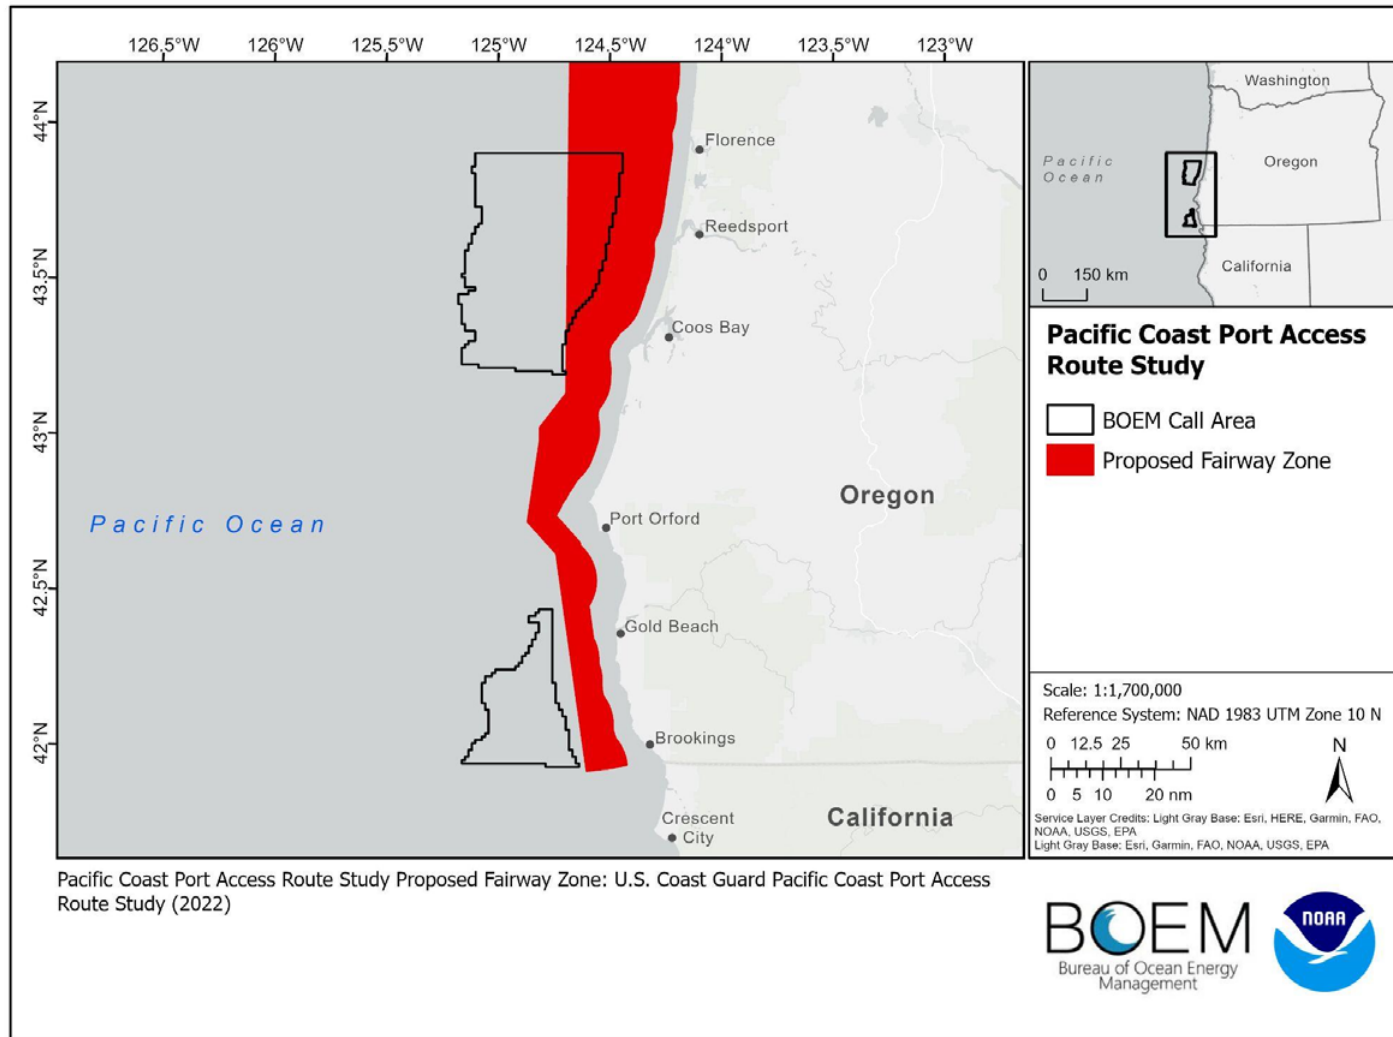 126.5°W 126°W 125.5°W 125°W 124.5°W 124°W 123.5°W 123°W
44°N
43.5°N
43°N
42.5°N
42°N
Florence
Reedsport
Coos Bay
Oregon
Pacific Ocean
Port Orford
Gold Beach
Brookings
Crescent
City
California
Washington
Pacific
Ocean
Oregon
California
0 150 km
Pacific Coast Port Access
Route Study
BOEM Call Area
Proposed Fairway Zone
Scale: 1:1,700,000
Reference System: NAD 1983 UTM Zone 10 N
0 12.5 25 50 km
0 5 10 20 nm
N
Service Layer Credits: Light Gray Base: Esri, HERE, Garmin, FAO,
NOAA, USGS, EPA
Light Gray Base: Esri, Garmin, FAO, NOAA, USGS, EPA
Pacific Coast Port Access Route Study Proposed Fairway Zone: U.S. Coast Guard Pacific Coast Port Access
Route Study (2022)
BOEM
Bureau of Ocean Energy
Management
NOAA